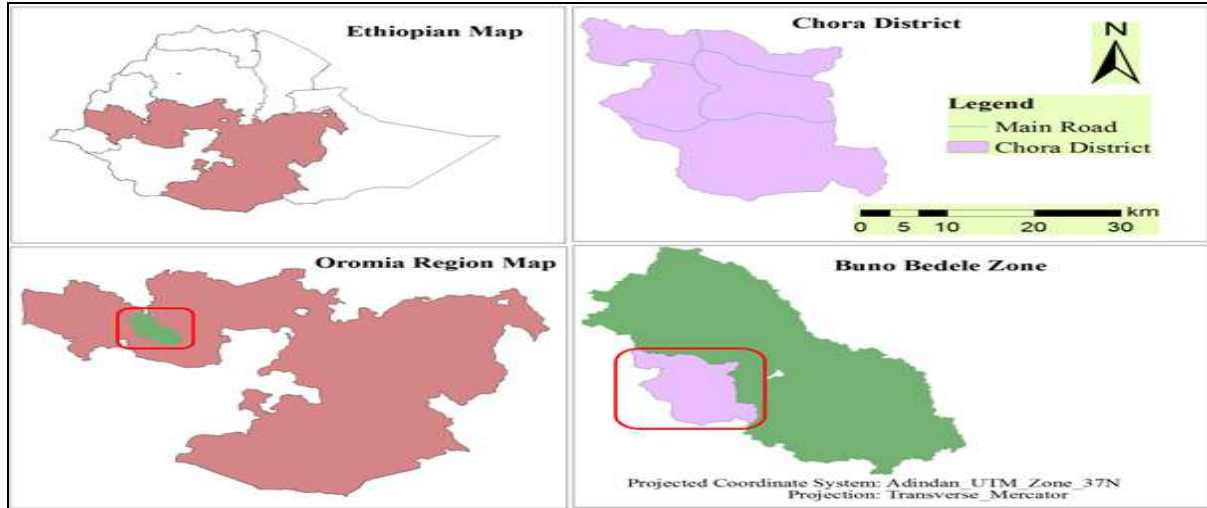 Ethiopian Map
Chora District
N
Legend
Main Road
Chora District
km
0 5 10 20 30
Oromia Region Map
Buno Bedele Zone
Projected Coordinate System: Adindan_UTM_Zone_37N
Projection: Transverse_Mercator